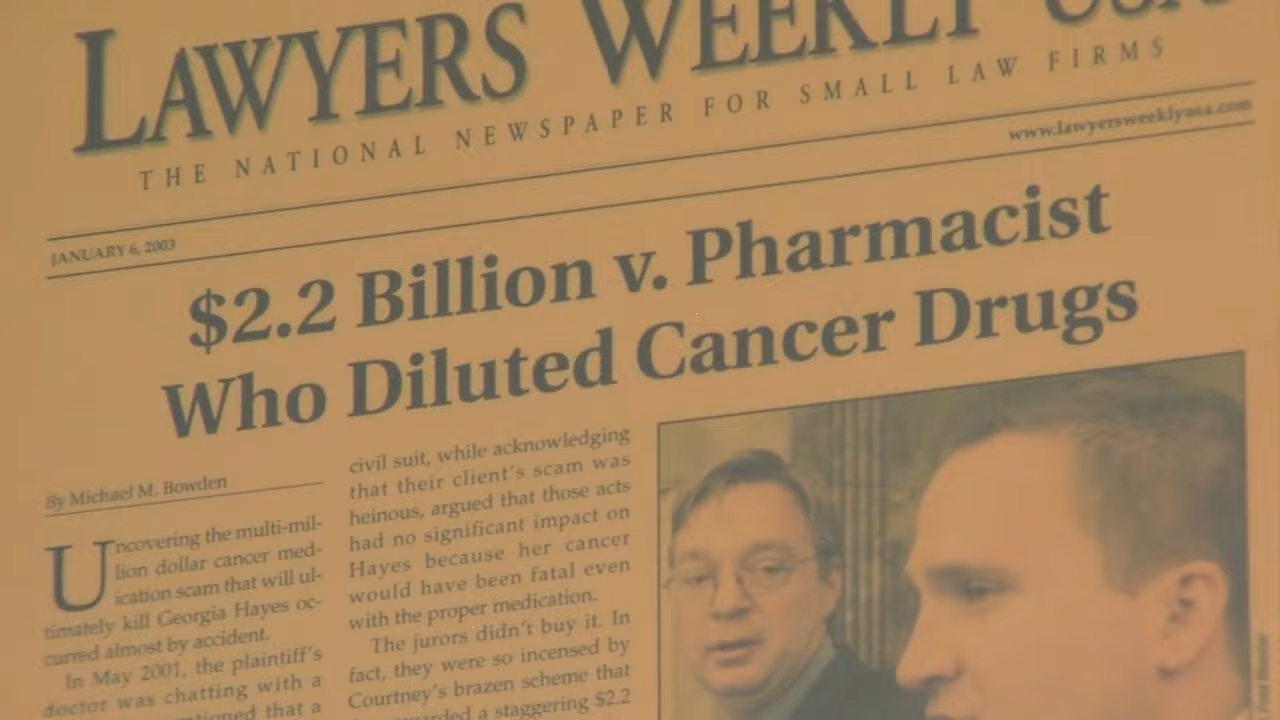 LAWYERS WEEKLY USA
THE NATIONAL NEWSPAPER FOR SMALL LAW FIRMS
www.lawyersweeklyusa.com
JANUARY 6, 2003
$2.2 Billion v. Pharmacist
Who Diluted Cancer Drugs
By Michael M. Bowden
Uncovering the multi-mil-
lion dollar cancer med-
ication scam that will ul-
timately kill Georgia Hayes oc-
curred almost by accident.
In May 2001, the plaintiff's
doctor was chatting with a
that a
civil suit, while acknowledging
that their client's scam was
heinous, argued that those acts
had no significant impact on
Hayes because her cancer
would have been fatal even
with the proper medication.
The jurors didn't buy it. In
fact, they were so incensed by
Courtney's brazen scheme that
a staggering $2.2